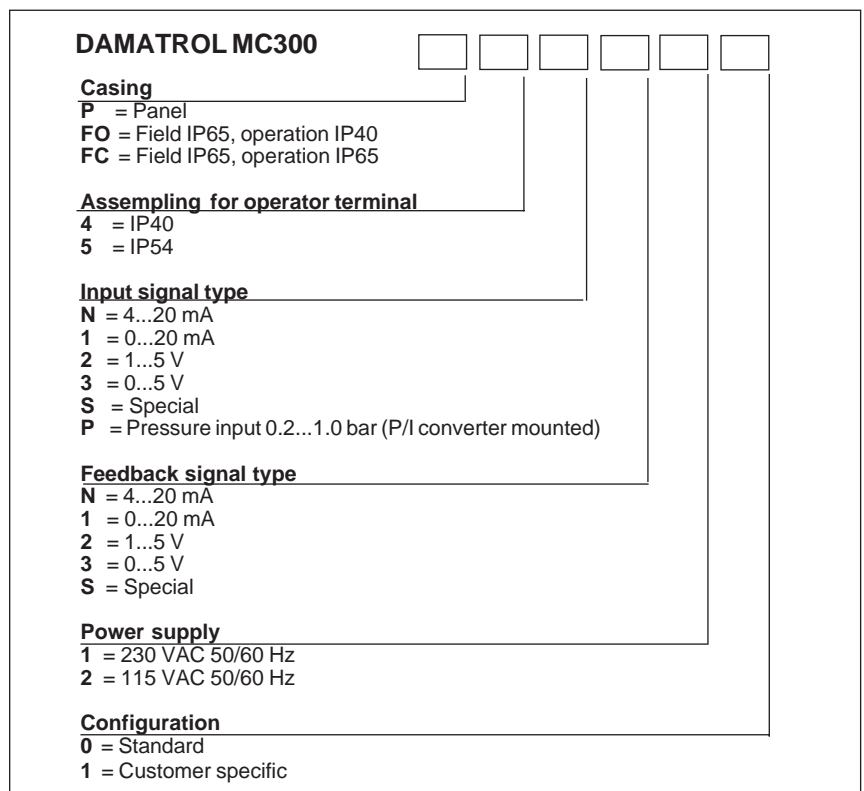 DAMATROL MC300
Casing
P = Panel
FO = Field IP65, operation IP40
FC = Field IP65, operation IP65
Assempling for operator terminal
4 = IP40
5 = IP54
Input signal type
N = 4...20 mA
1 = 0...20 mA
2 = 1...5 V
3 = 0...5 V
S = Special
P = Pressure input 0.2...1.0 bar (P/I converter mounted)
Feedback signal type
N = 4...20 mA
1 = 0...20 mA
2 = 1...5 V
3 = 0...5 V
S = Special
Power supply
1 = 230 VAC 50/60 Hz
2 = 115 VAC 50/60 Hz
Configuration
0 = Standard
1 = Customer specific